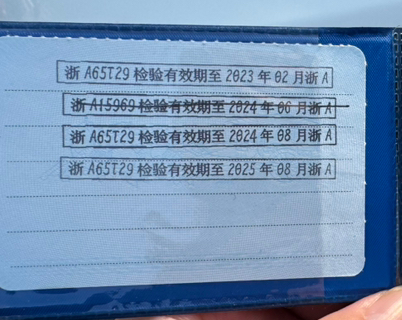 浙 A65T29 检验有效期至 2023 年 02 月浙 A
浙 A15969 检验有效期至 2024 年 06 月浙 A
浙 A65T29 检验有效期至 2024 年 08 月浙 A
浙 A65T29 检验有效期至 2025 年 08 月浙 A